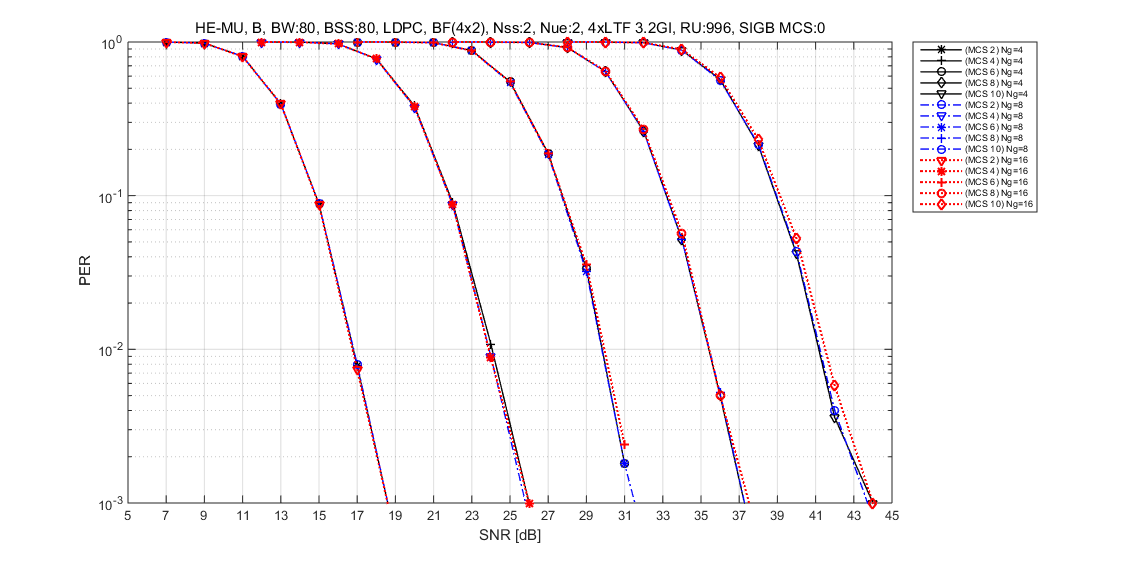 HE-MU, B, BW:80, BSS:80, LDPC, BF(4x2), Nss:2, Nue:2, 4xLTF 3.2GI, RU:996, SIGB MCS:0
10^0
10^-1
10^-2
10^-3
PER
5 7 9 11 13 15 17 19 21 23 25 27 29 31 33 35 37 39 41 43 45
SNR [dB]
(MCS 2) Ng=4
(MCS 4) Ng=4
(MCS 6) Ng=4
(MCS 8) Ng=4
(MCS 10) Ng=4
(MCS 2) Ng=8
(MCS 4) Ng=8
(MCS 6) Ng=8
(MCS 8) Ng=8
(MCS 10) Ng=8
(MCS 2) Ng=16
(MCS 4) Ng=16
(MCS 6) Ng=16
(MCS 8) Ng=16
(MCS 10) Ng=16